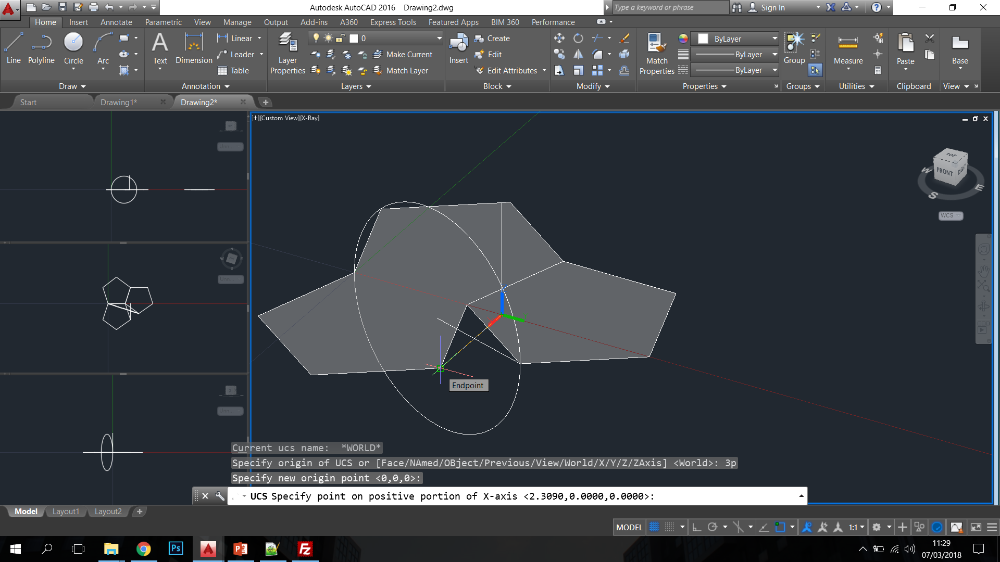 Autodesk AutoCAD 2016 Drawing2.dwg
Type a keyword or phrase
Sign In
Home Insert Annotate Parametric View Manage Output Add-ins A360 Express Tools Featured Apps BIM 360 Performance
Line Polyline Circle Arc
Text Dimension
Linear
Leader
Table
Layer Properties
0
Make Current
Match Layer
Insert
Create
Edit
Edit Attributes
Match Properties
ByLayer
ByLayer
ByLayer
Group
Measure
Paste
Base
Draw Annotation Layers Block Modify Properties Groups Utilities Clipboard View
Start Drawing1* Drawing2*
[+][Custom View][X-Ray]
TOP
FRONT
RIGHT
W
S
E
WCS
N
W
E
S
Endpoint
Current ucs name: *WORLD*
Specify origin of UCS or [Face/NAmed/OBject/Previous/View/World/X/Y/Z/ZAxis] <World>: 3p
Specify new origin point <0,0,0>:
UCS Specify point on positive portion of X-axis <2.3090,0.0000,0.0000>:
Model Layout1 Layout2
MODEL
1:1
Ps
Fz
11:29
07/03/2018